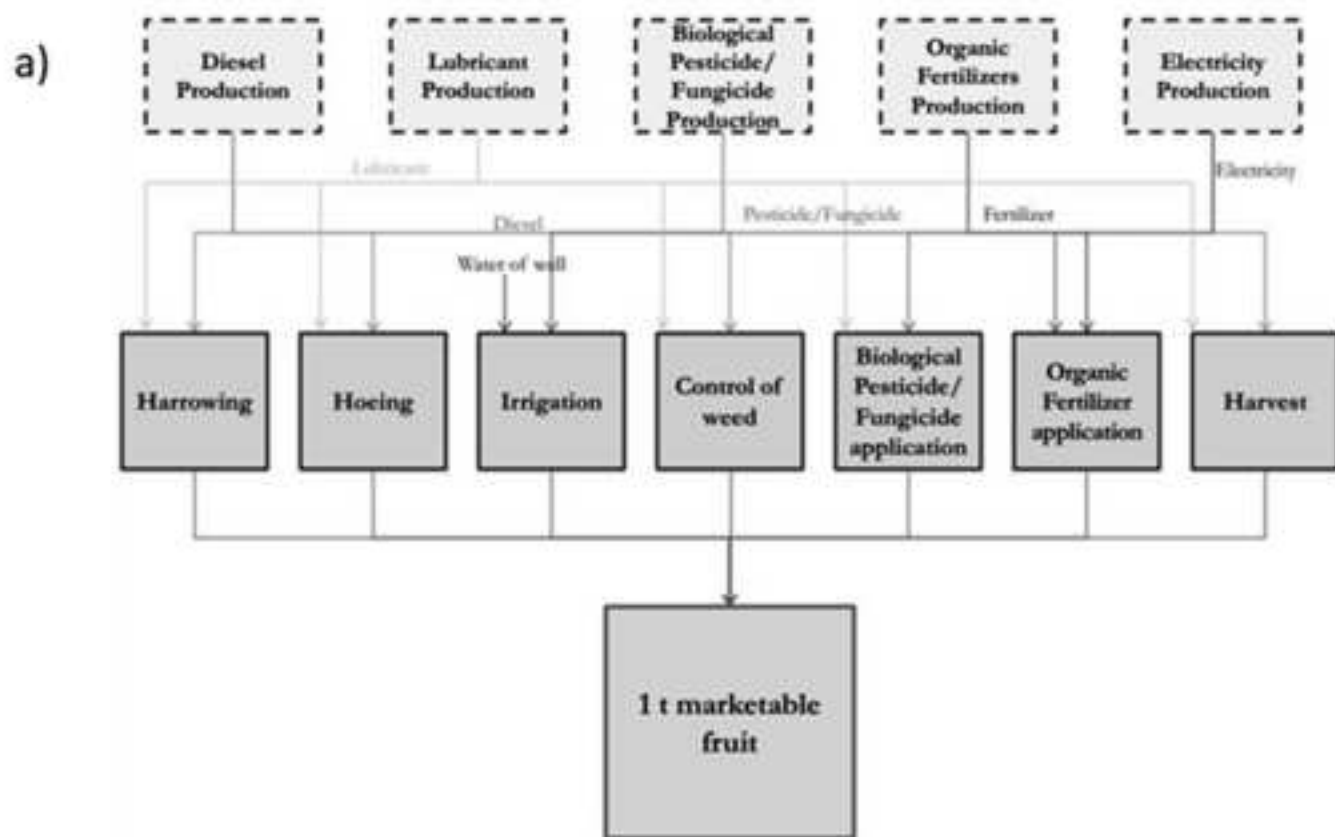 a)
Diesel
Production
Lubricant
Production
Biological
Pesticide/
Fungicide
Production
Organic
Fertilizers
Production
Electricity
Production
Lubricant
Electricity
Diesel
Pesticide/Fungicide
Fertilizer
Water of well
Harrowing
Hoeing
Irrigation
Control of
weed
Biological
Pesticide/
Fungicide
application
Organic
Fertilizer
application
Harvest
1 t marketable
fruit